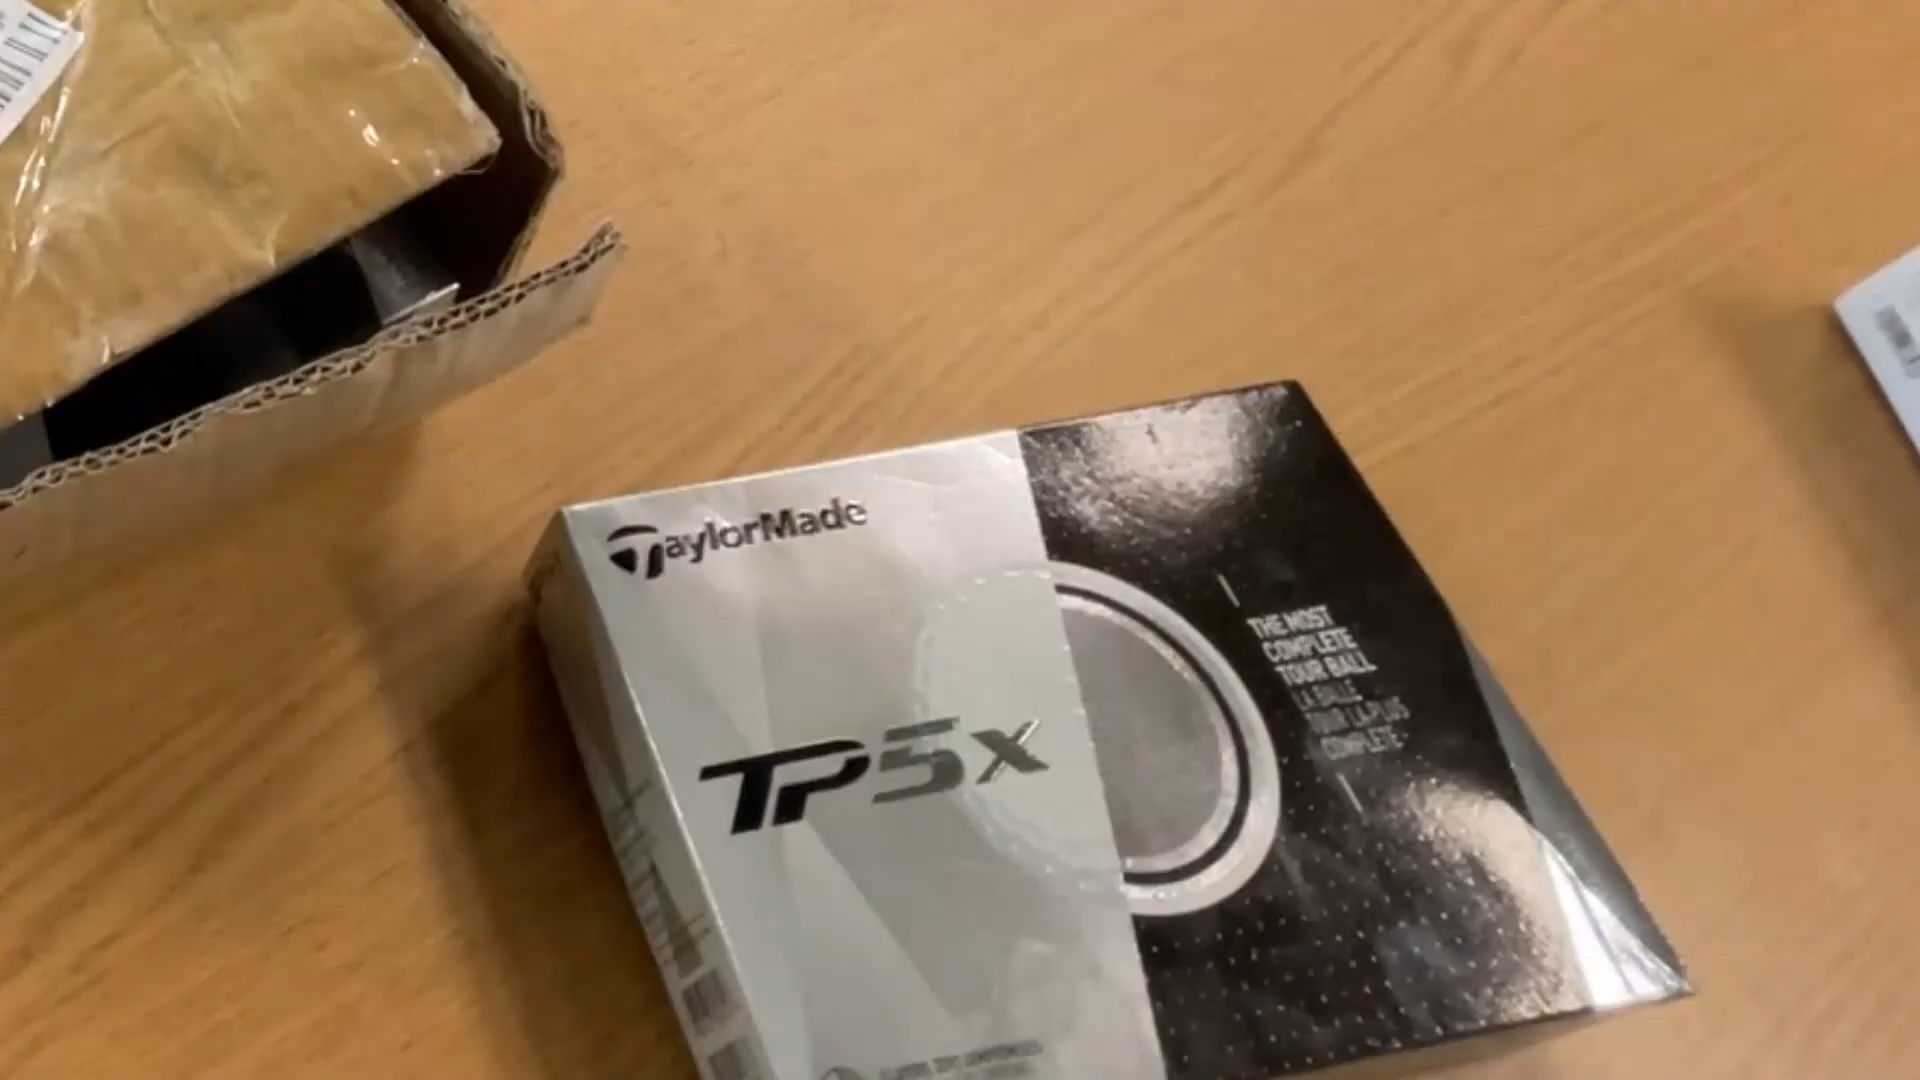 TaylorMade
TP5x
THE MOST
COMPLETE
TOUR BALL
LA BALLE
TOUR LA PLUS
COMPLETE